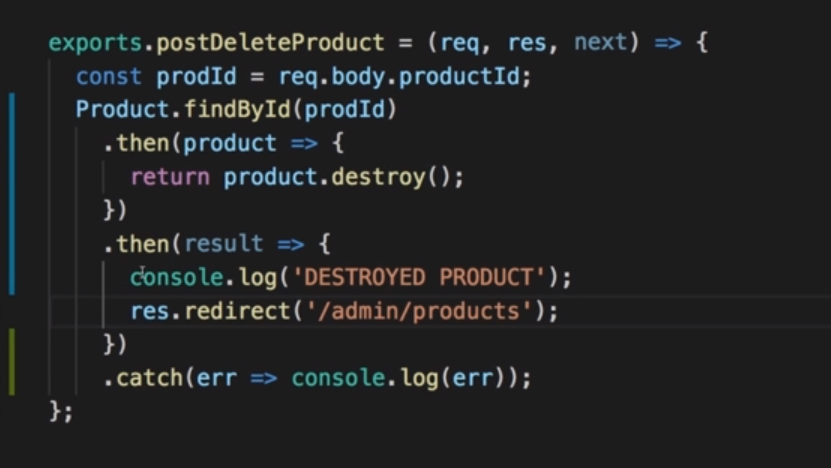 exports.postDeleteProduct = (req, res, next) => {
  const prodId = req.body.productId;
  Product.findById(prodId)
    .then(product => {
      return product.destroy();
    })
    .then(result => {
      console.log('DESTROYED PRODUCT');
      res.redirect('/admin/products');
    })
    .catch(err => console.log(err));
};